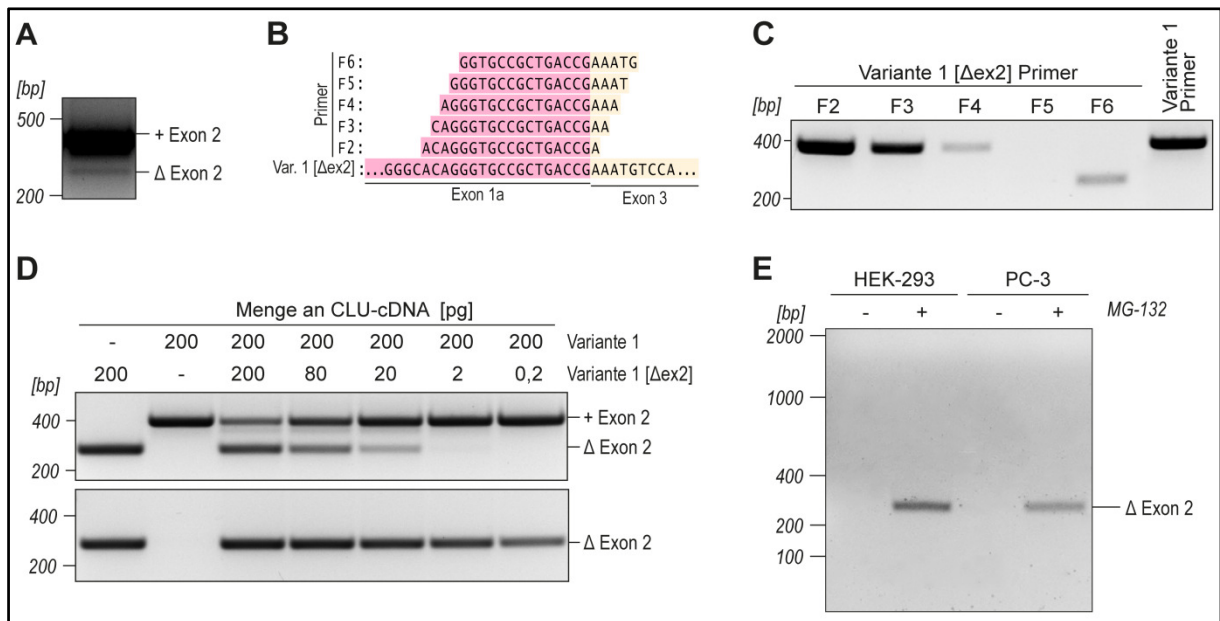 A
[bp]
500
+ Exon 2
Δ Exon 2
200
B
Primer
F6: GGTGCCGCTGACCGAAATG
F5: GGGTGCCGCTGACCGAAAT
F4: AGGGTGCCGCTGACCGAAA
F3: CAGGGTGCCGCTGACCGAA
F2: ACAGGGTGCCGCTGACCGA
Var. 1 [Δex2] :...GGGCACAGGGTGCCGCTGACCGAAATGTCCA...
Exon 1a Exon 3
C
Variante 1 [Δex2] Primer
Variante 1
Primer
[bp] F2 F3 F4 F5 F6
400
200
D
Menge an CLU-cDNA [pg]
- 200 200 200 200 200 200 Variante 1
[bp] 200 - 200 80 20 2 0,2 Variante 1 [Δex2]
400
+ Exon 2
Δ Exon 2
200
400
Δ Exon 2
200
E
HEK-293 PC-3
[bp] - + - + MG-132
2000
1000
400
Δ Exon 2
200
100